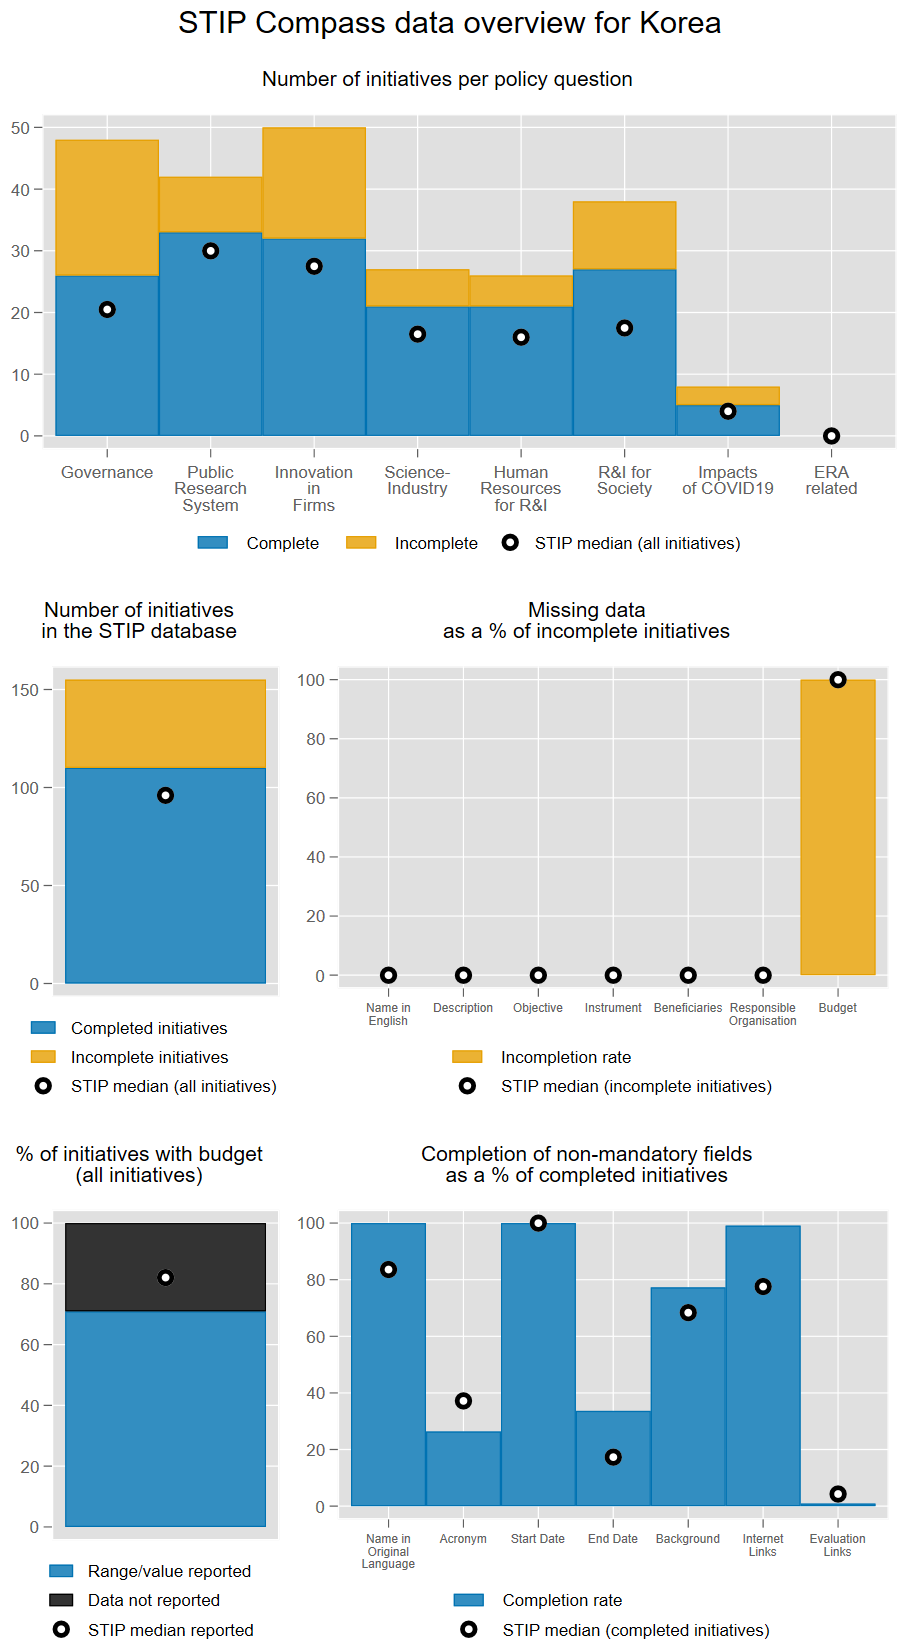 STIP Compass data overview for Korea
Number of initiatives per policy question
50
40
30
20
10
0
Governance
Public
Research
System
Innovation
in
Firms
Science-
Industry
Human
Resources
for R&I
R&I for
Society
Impacts
of COVID19
ERA
related
Complete
Incomplete
STIP median (all initiatives)
Number of initiatives
in the STIP database
150
100
50
0
Completed initiatives
Incomplete initiatives
STIP median (all initiatives)
Missing data
as a % of incomplete initiatives
100
80
60
40
20
0
Name in
English
Description
Objective
Instrument
Beneficiaries
Responsible
Organisation
Budget
Incompletion rate
STIP median (incomplete initiatives)
% of initiatives with budget
(all initiatives)
100
80
60
40
20
0
Range/value reported
Data not reported
STIP median reported
Completion of non-mandatory fields
as a % of completed initiatives
100
80
60
40
20
0
Name in
Original
Language
Acronym
Start Date
End Date
Background
Internet
Links
Evaluation
Links
Completion rate
STIP median (completed initiatives)